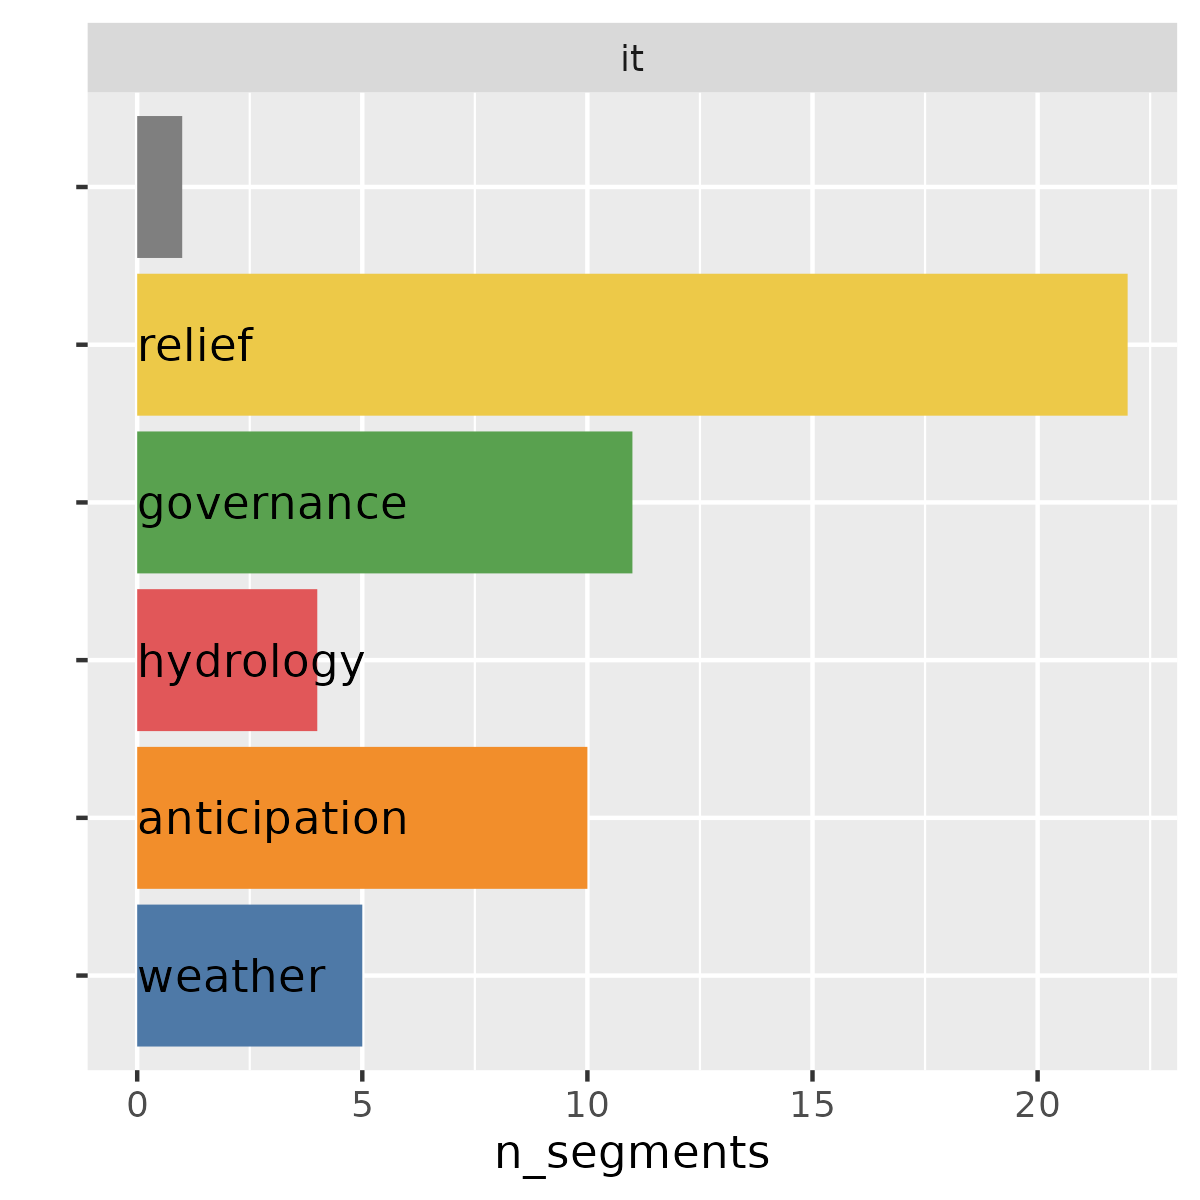 it
relief
governance
hydrology
anticipation
weather
0 5 10 15 20
n_segments